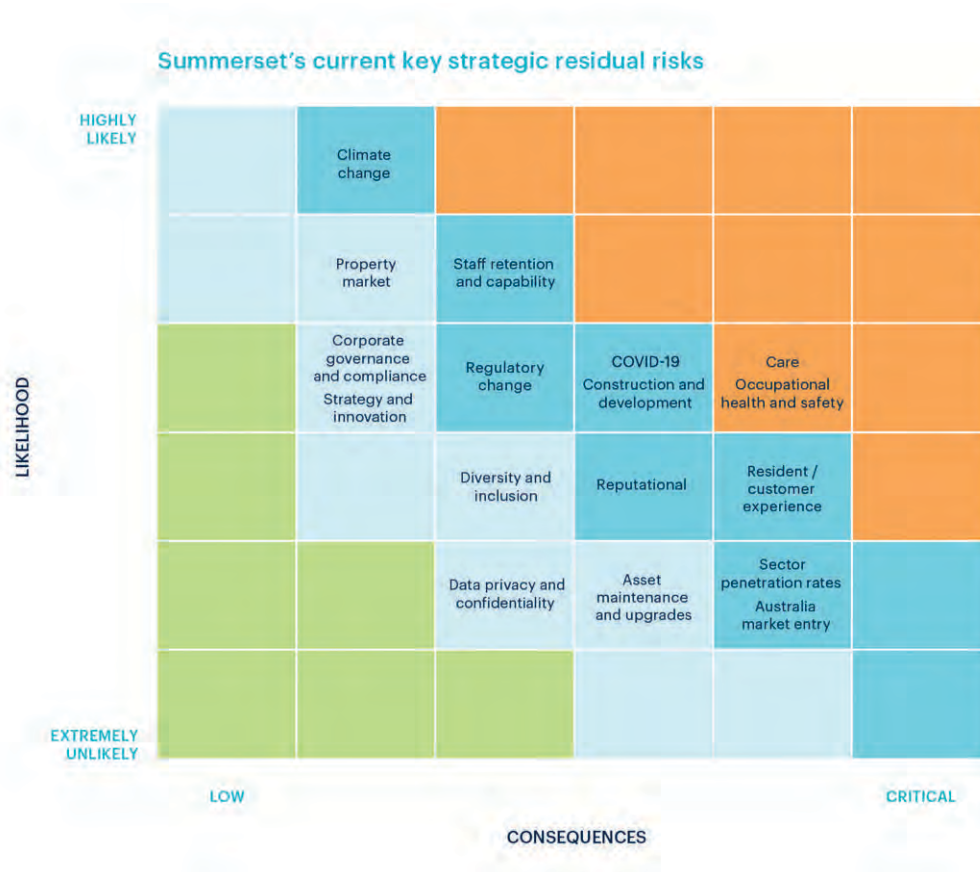 Summerset's current key strategic residual risks
HIGHLY
LIKELY
Climate
change
Property
market
Staff retention
and capability
Corporate
governance
and compliance
Strategy and
innovation
Regulatory
change
COVID-19
Construction and
development
Care
Occupational
health and safety
LIKELIHOOD
Diversity and
inclusion
Reputational
Resident /
customer
experience
Data privacy and
confidentiality
Asset
maintenance
and upgrades
Sector
penetration rates
Australia
market entry
EXTREMELY
UNLIKELY
LOW
CRITICAL
CONSEQUENCES